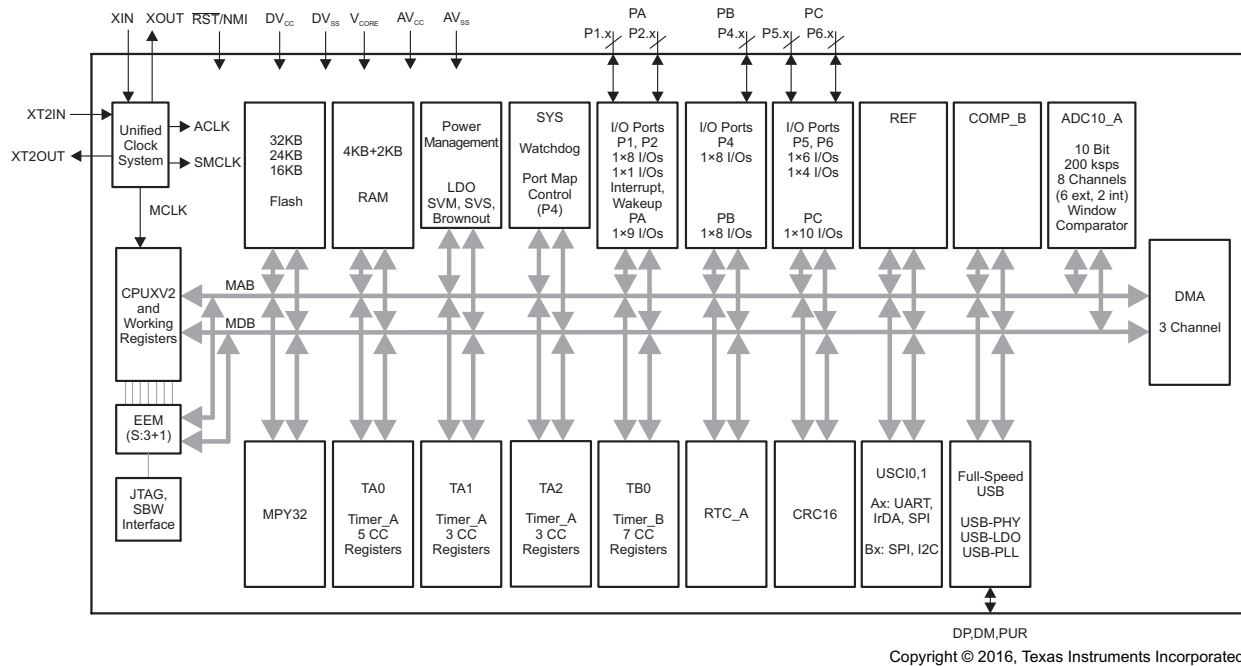 XIN XOUT RST/NMI DVCC DVSS VCORE AVCC AVSS
PA PB PC
P1.x P2.x P4.x P5.x P6.x
XT2IN
XT2OUT
Unified
Clock
System
ACLK
SMCLK
MCLK
32KB
24KB
16KB
Flash
4KB+2KB
RAM
Power
Management
LDO
SVM, SVS,
Brownout
SYS
Watchdog
Port Map
Control
(P4)
I/O Ports
P1, P2
1×8 I/Os
1×1 I/Os
Interrupt,
Wakeup
PA
1×9 I/Os
I/O Ports
P4
1×8 I/Os
PB
1×8 I/Os
I/O Ports
P5, P6
1×6 I/Os
1×4 I/Os
PC
1×10 I/Os
REF
COMP_B
ADC10_A
10 Bit
200 ksps
8 Channels
(6 ext, 2 int)
Window
Comparator
CPUXV2
and
Working
Registers
MAB
MDB
DMA
3 Channel
EEM
(S:3+1)
JTAG,
SBW
Interface
MPY32
TA0
Timer_A
5 CC
Registers
TA1
Timer_A
3 CC
Registers
TA2
Timer_A
3 CC
Registers
TB0
Timer_B
7 CC
Registers
RTC_A
CRC16
USCI0,1
Ax: UART,
IrDA, SPI
Bx: SPI, I2C
Full-Speed
USB
USB-PHY
USB-LDO
USB-PLL
DP,DM,PUR
Copyright © 2016, Texas Instruments Incorporated